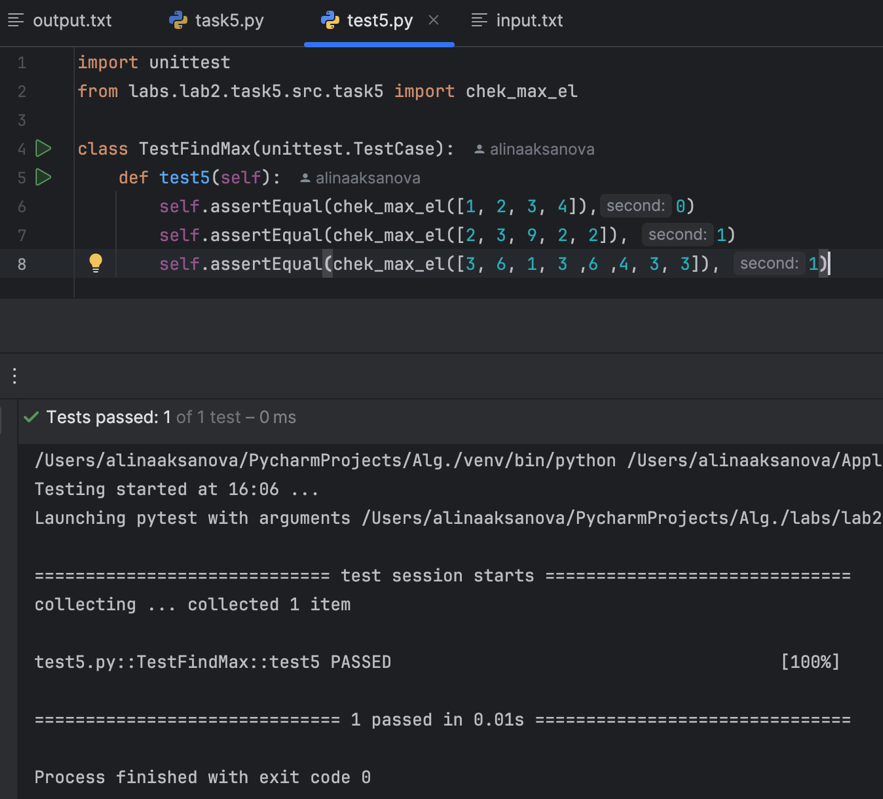 output.txt task5.py test5.py × input.txt
1 import unittest
2 from labs.lab2.task5.src.task5 import chek_max_el
3
4 class TestFindMax(unittest.TestCase): alinaaksanova
5 def test5(self): alinaaksanova
6 self.assertEqual(chek_max_el([1, 2, 3, 4]), second: 0)
7 self.assertEqual(chek_max_el([2, 3, 9, 2, 2]), second: 1)
8 self.assertEqual(chek_max_el([3, 6, 1, 3 ,6 ,4, 3, 3]), second: 1)
Tests passed: 1 of 1 test – 0 ms
/Users/alinaaksanova/PycharmProjects/Alg./venv/bin/python /Users/alinaaksanova/Appl
Testing started at 16:06 ...
Launching pytest with arguments /Users/alinaaksanova/PycharmProjects/Alg./labs/lab2
============================= test session starts ==============================
collecting ... collected 1 item
test5.py::TestFindMax::test5 PASSED [100%]
============================== 1 passed in 0.01s ===============================
Process finished with exit code 0